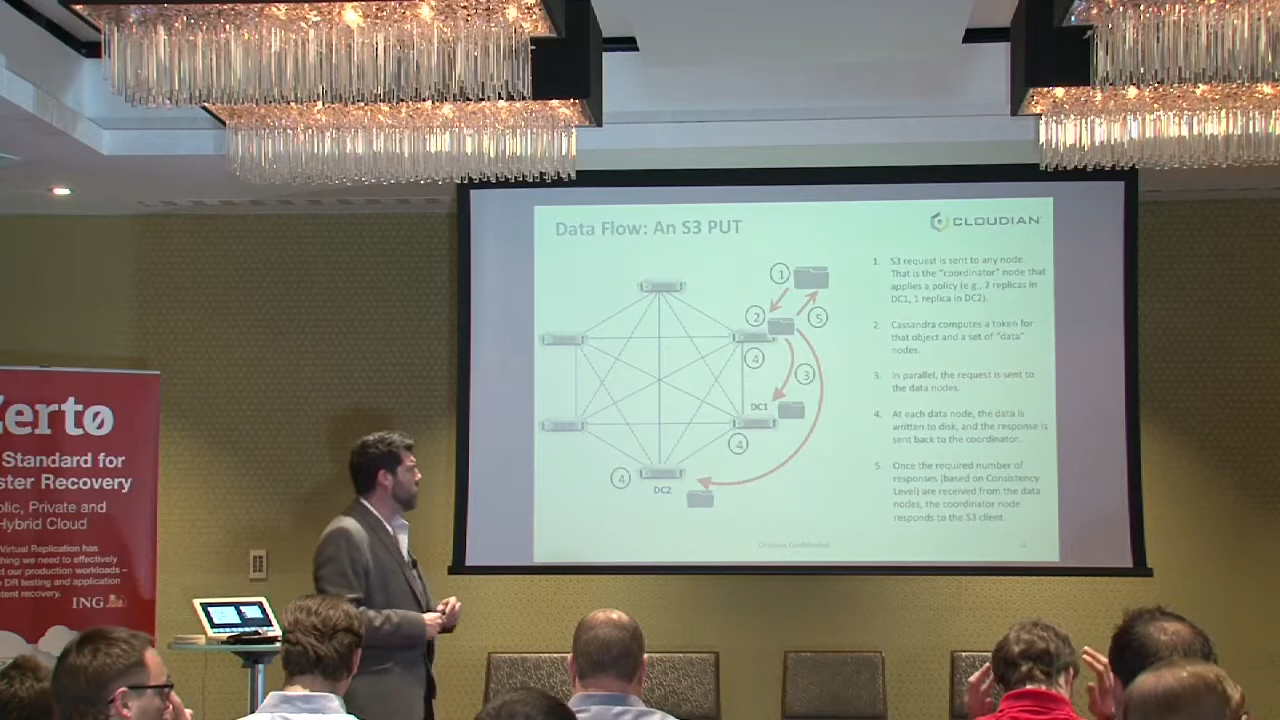 Data Flow: An S3 PUT
CLOUDIAN
1
2
5
4
3
DC1
4
4
DC2
1. S3 request is sent to any node.
That is the "coordinator" node that
applies a policy (e.g., 2 replicas in
DC1, 1 replica in DC2).
2. Cassandra computes a token for
that object and a set of "data"
nodes.
3. In parallel, the request is sent to
the data nodes.
4. At each data node, the data is
written to disk, and the response is
sent back to the coordinator.
5. Once the required number of
responses (based on Consistency
Level) are received from the data
nodes, the coordinator node
responds to the S3 client.
Confidential
Zerto
Standard for
ster Recovery
lic, Private and
Hybrid Cloud
Virtual Replication has
hing we need to effectively
ct our production workloads –
DR testing and application
stent recovery.
ING